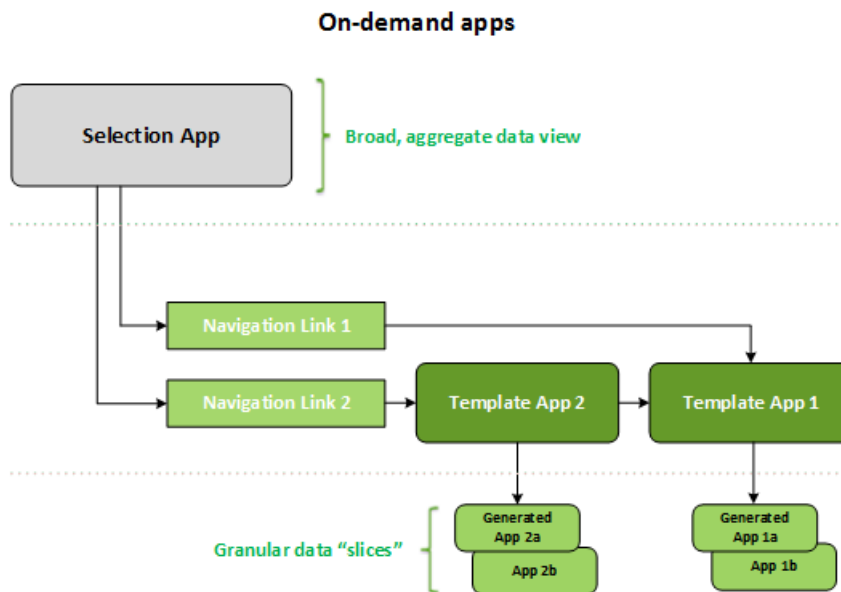 On-demand apps
Selection App
Broad, aggregate data view
Navigation Link 1
Navigation Link 2
Template App 2
Template App 1
Granular data “slices”
Generated
App 2a
App 2b
Generated
App 1a
App 1b